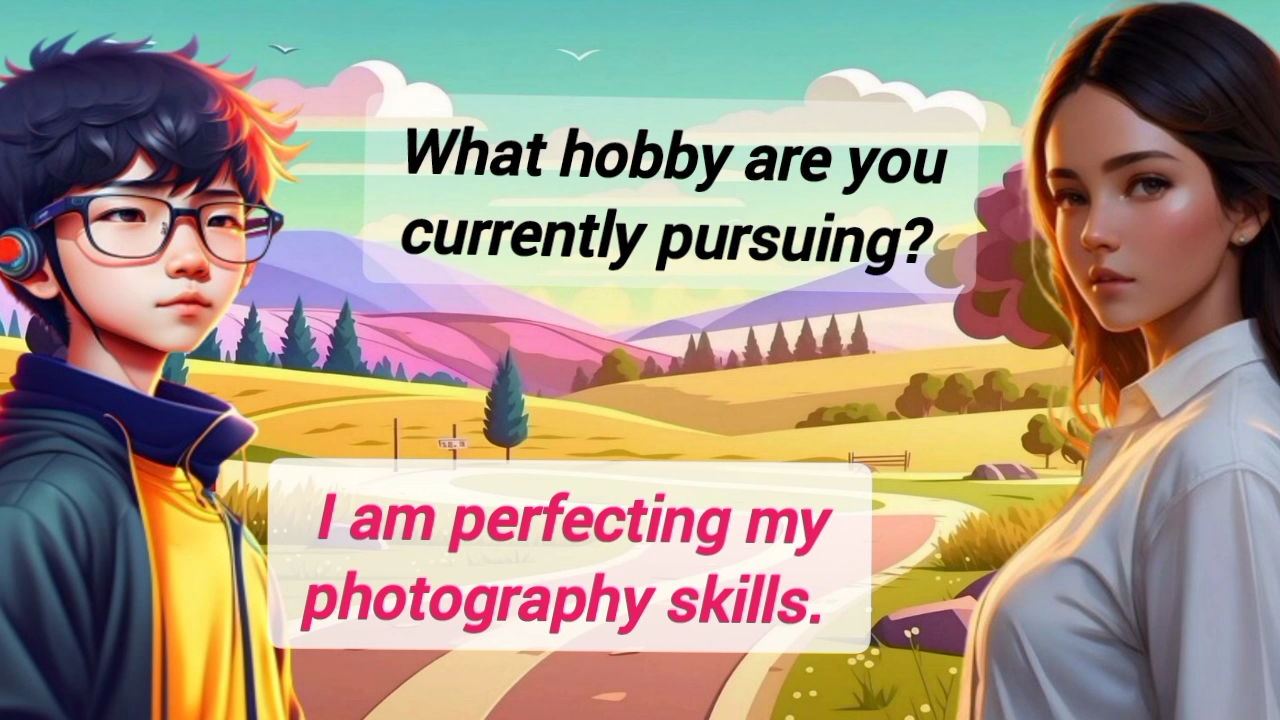 What hobby are you
currently pursuing?
I am perfecting my
photography skills.